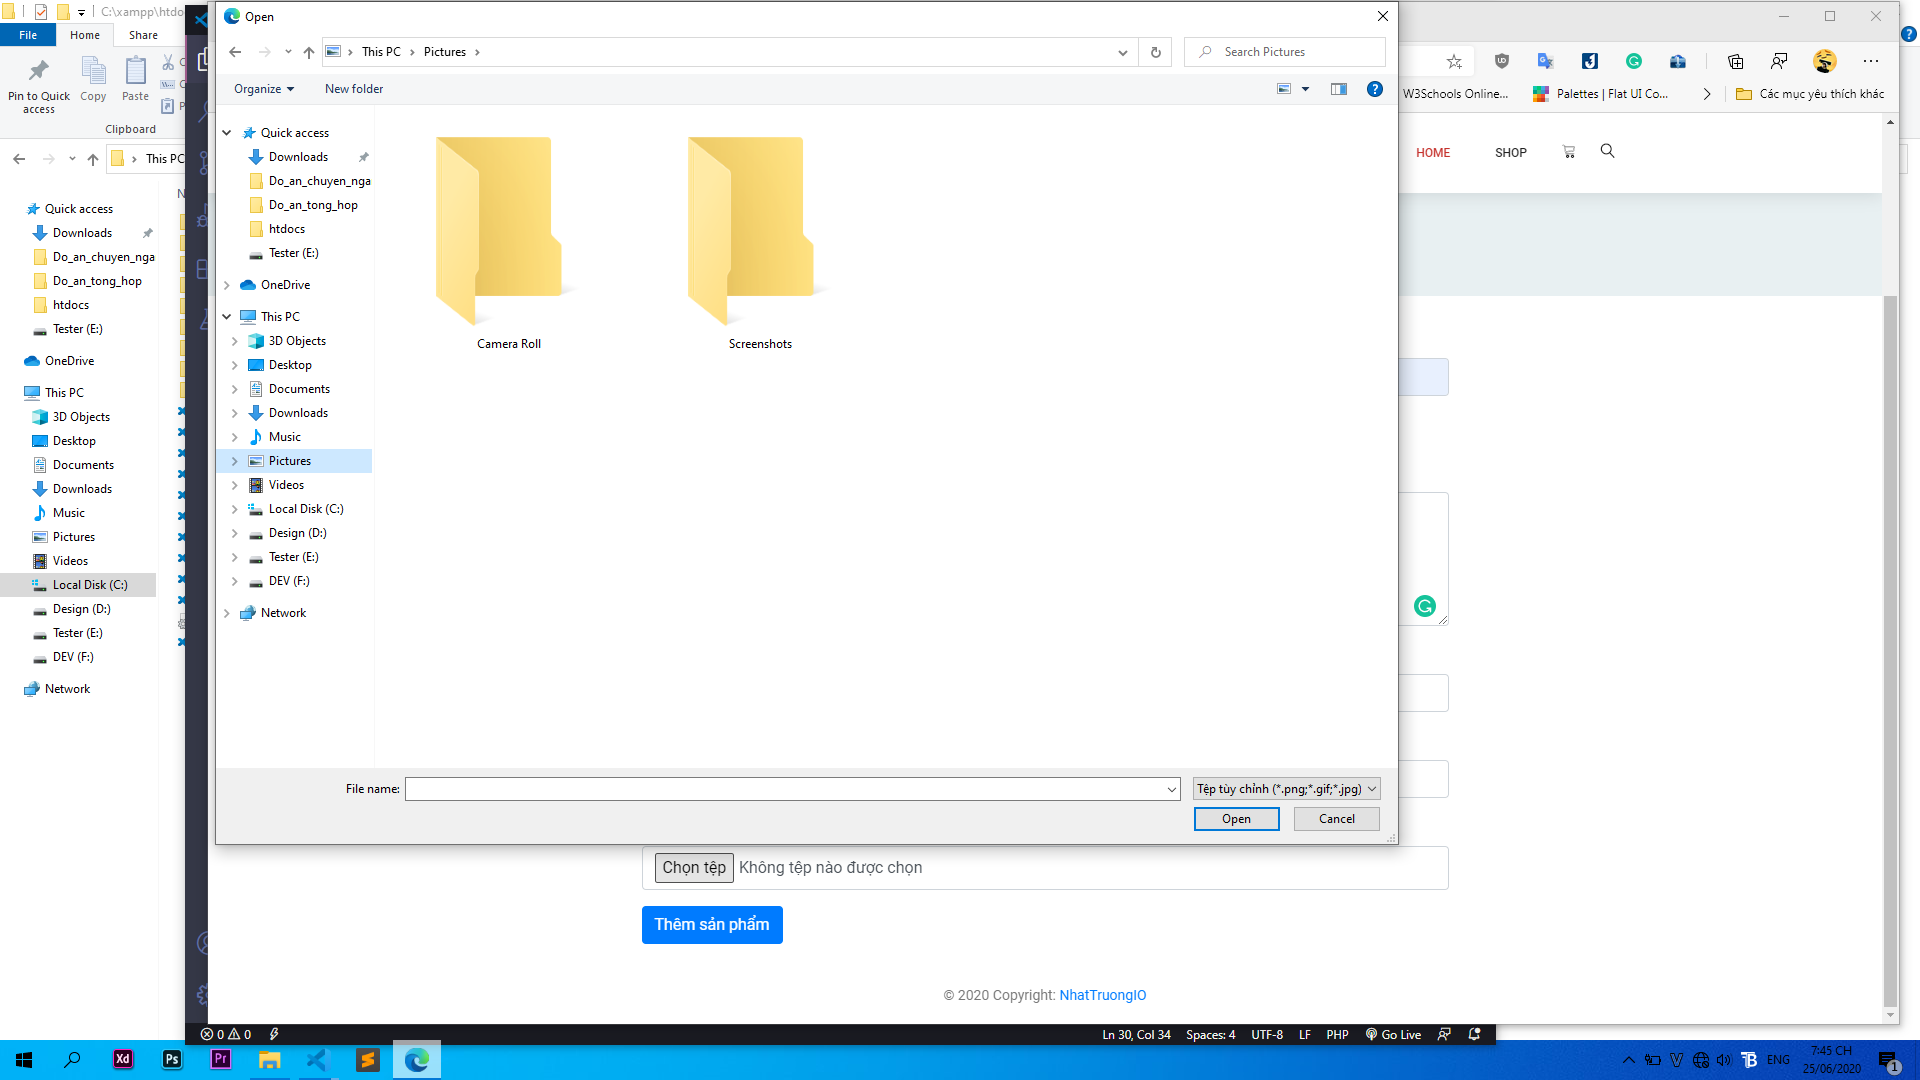 C:\xampp\htdo
File
Home
Share
Pin to Quick access
Copy
Paste
Clipboard
This PC
Quick access
Downloads
Do_an_chuyen_nga
Do_an_tong_hop
htdocs
Tester (E:)
OneDrive
This PC
3D Objects
Desktop
Documents
Downloads
Music
Pictures
Videos
Local Disk (C:)
Design (D:)
Tester (E:)
DEV (F:)
Network
Open
This PC
Pictures
Search Pictures
Organize
New folder
Quick access
Downloads
Do_an_chuyen_nga
Do_an_tong_hop
htdocs
Tester (E:)
OneDrive
This PC
3D Objects
Desktop
Documents
Downloads
Music
Pictures
Videos
Local Disk (C:)
Design (D:)
Tester (E:)
DEV (F:)
Network
Camera Roll
Screenshots
File name:
Tệp tùy chỉnh (*.png;*.gif;*.jpg)
Open
Cancel
W3Schools Online...
Palettes | Flat UI Co...
Các mục yêu thích khác
HOME
SHOP
Chọn tệp
Không tệp nào được chọn
Thêm sản phẩm
© 2020 Copyright: NhatTruongIO
0
0
Ln 30, Col 34
Spaces: 4
UTF-8
LF
PHP
Go Live
Xd
Ps
Pr
ENG
7:45 CH
25/06/2020
1